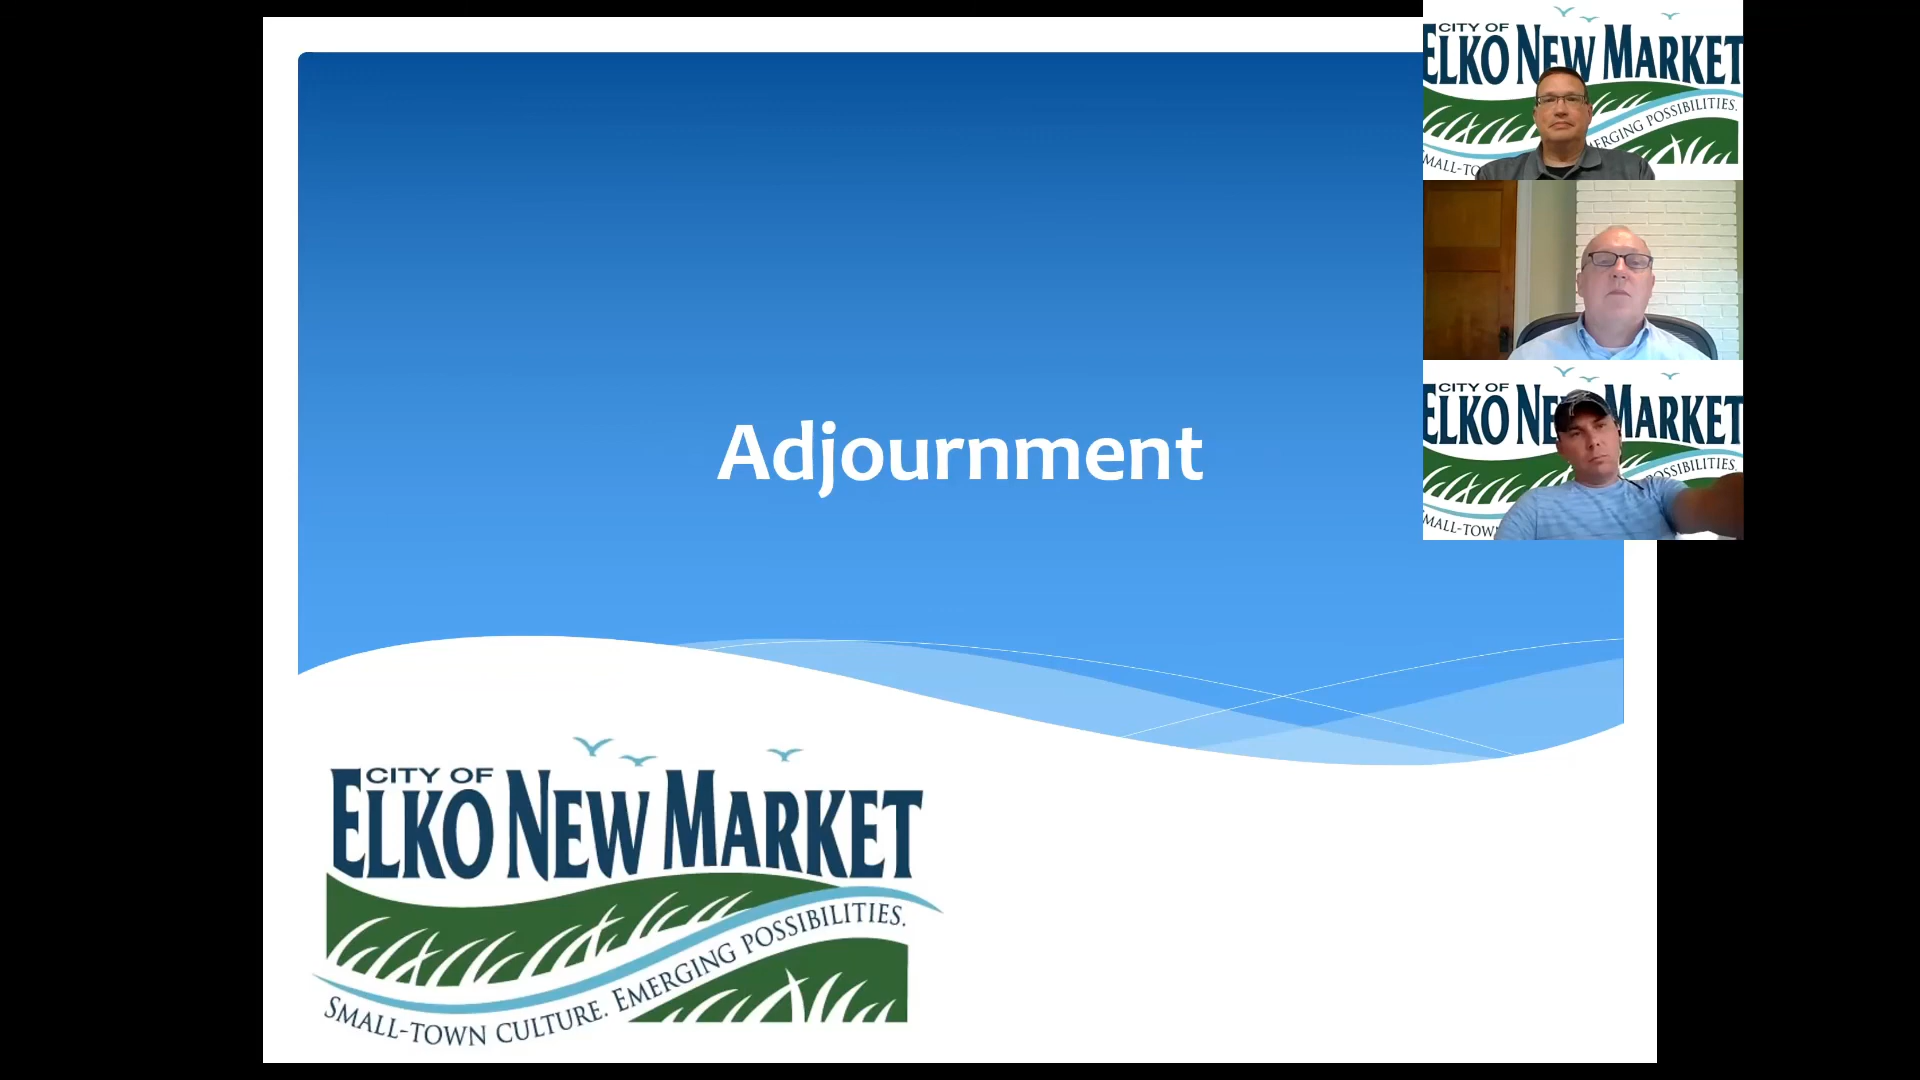 Adjournment
CITY OF
ELKO NEW MARKET
SMALL-TOWN CULTURE. EMERGING POSSIBILITIES.
CITY OF
ELKO NEW MARKET
POSSIBILITIES.
CITY OF
ELKO MARKET